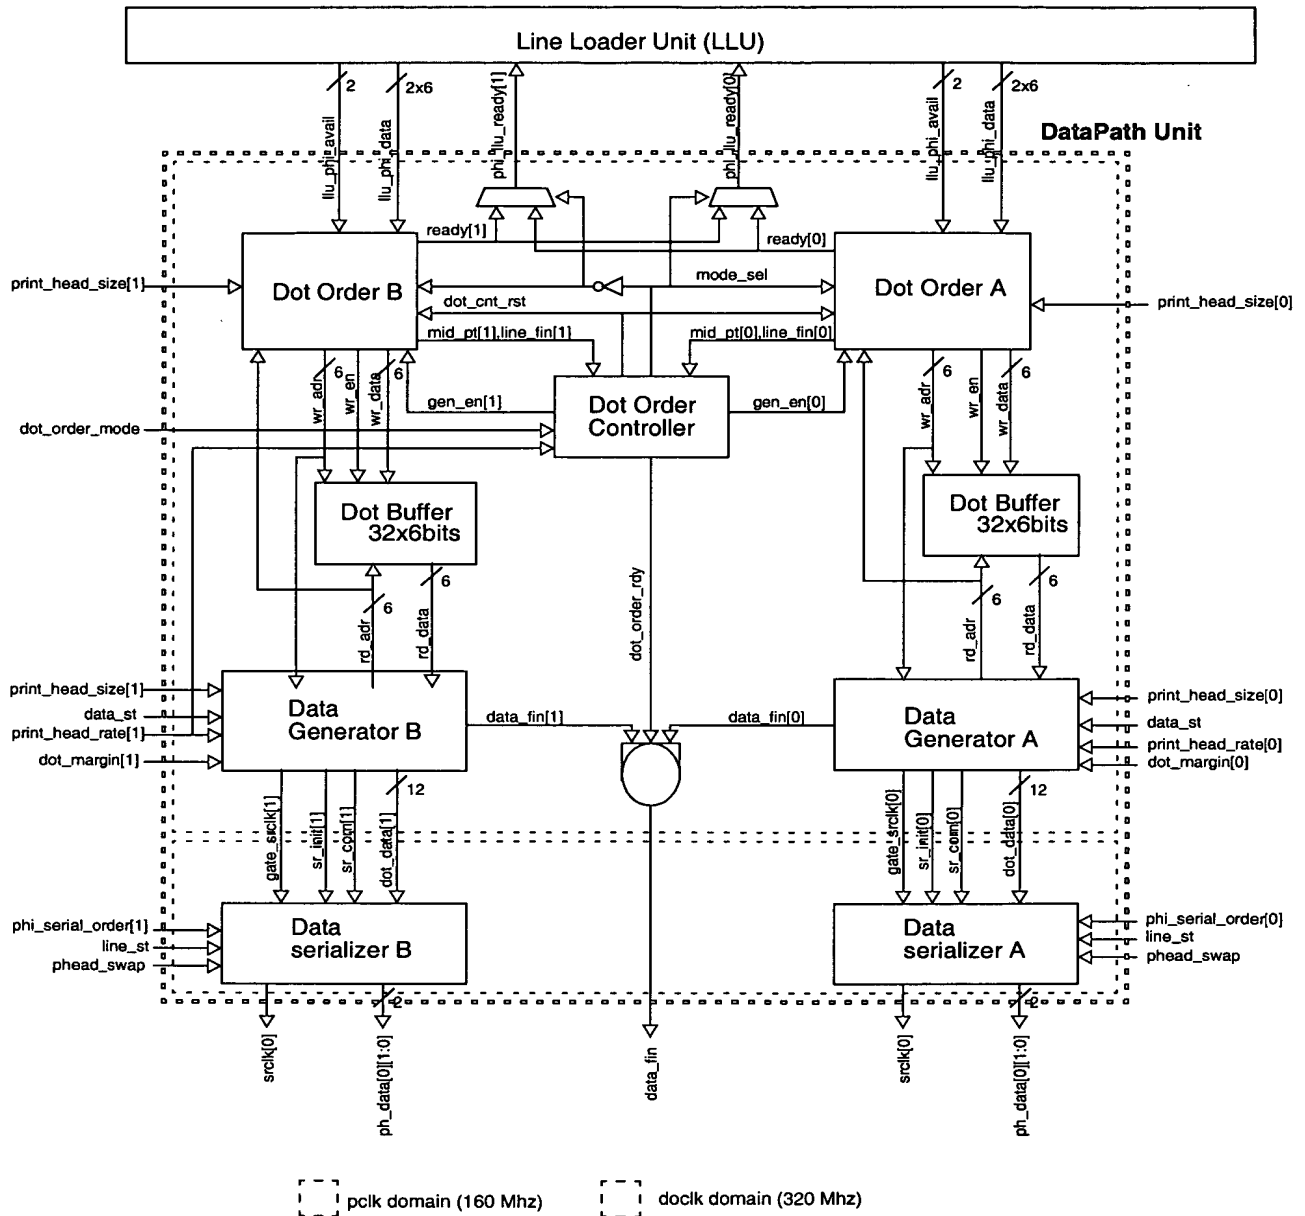 Line Loader Unit (LLU)
2
2x6
phi_llu_ready[1]
phi_llu_ready[0]
2
2x6
llu_phi_avail
llu_phi_data
llu_phi_avail
llu_phi_data
DataPath Unit
ready[1]
ready[0]
print_head_size[1]
Dot Order B
mode_sel
Dot Order A
print_head_size[0]
dot_cnt_rst
mid_pt[1],line_fin[1]
mid_pt[0],line_fin[0]
6
wr_adr
wr_en
6
wr_data
gen_en[1]
Dot Order
Controller
gen_en[0]
6
wr_adr
wr_en
6
wr_data
dot_order_mode
Dot Buffer
32x6bits
Dot Buffer
32x6bits
6
6
rd_adr
rd_data
dot_order_rdy
6
6
rd_adr
rd_data
print_head_size[1]
data_st
print_head_rate[1]
dot_margin[1]
Data
Generator B
data_fin[1]
data_fin[0]
Data
Generator A
print_head_size[0]
data_st
print_head_rate[0]
dot_margin[0]
12
12
gate_srclk[1]
sr_init[1]
sr_com[1]
dot_data[1]
gate_srclk[0]
sr_init[0]
sr_com[0]
dot_data[0]
phi_serial_order[1]
line_st
phead_swap
Data
serializer B
Data
serializer A
phi_serial_order[0]
line_st
phead_swap
2
2
srclk[0]
ph_data[0][1:0]
data_fin
srclk[0]
ph_data[0][1:0]
pclk domain (160 Mhz)
doclk domain (320 Mhz)